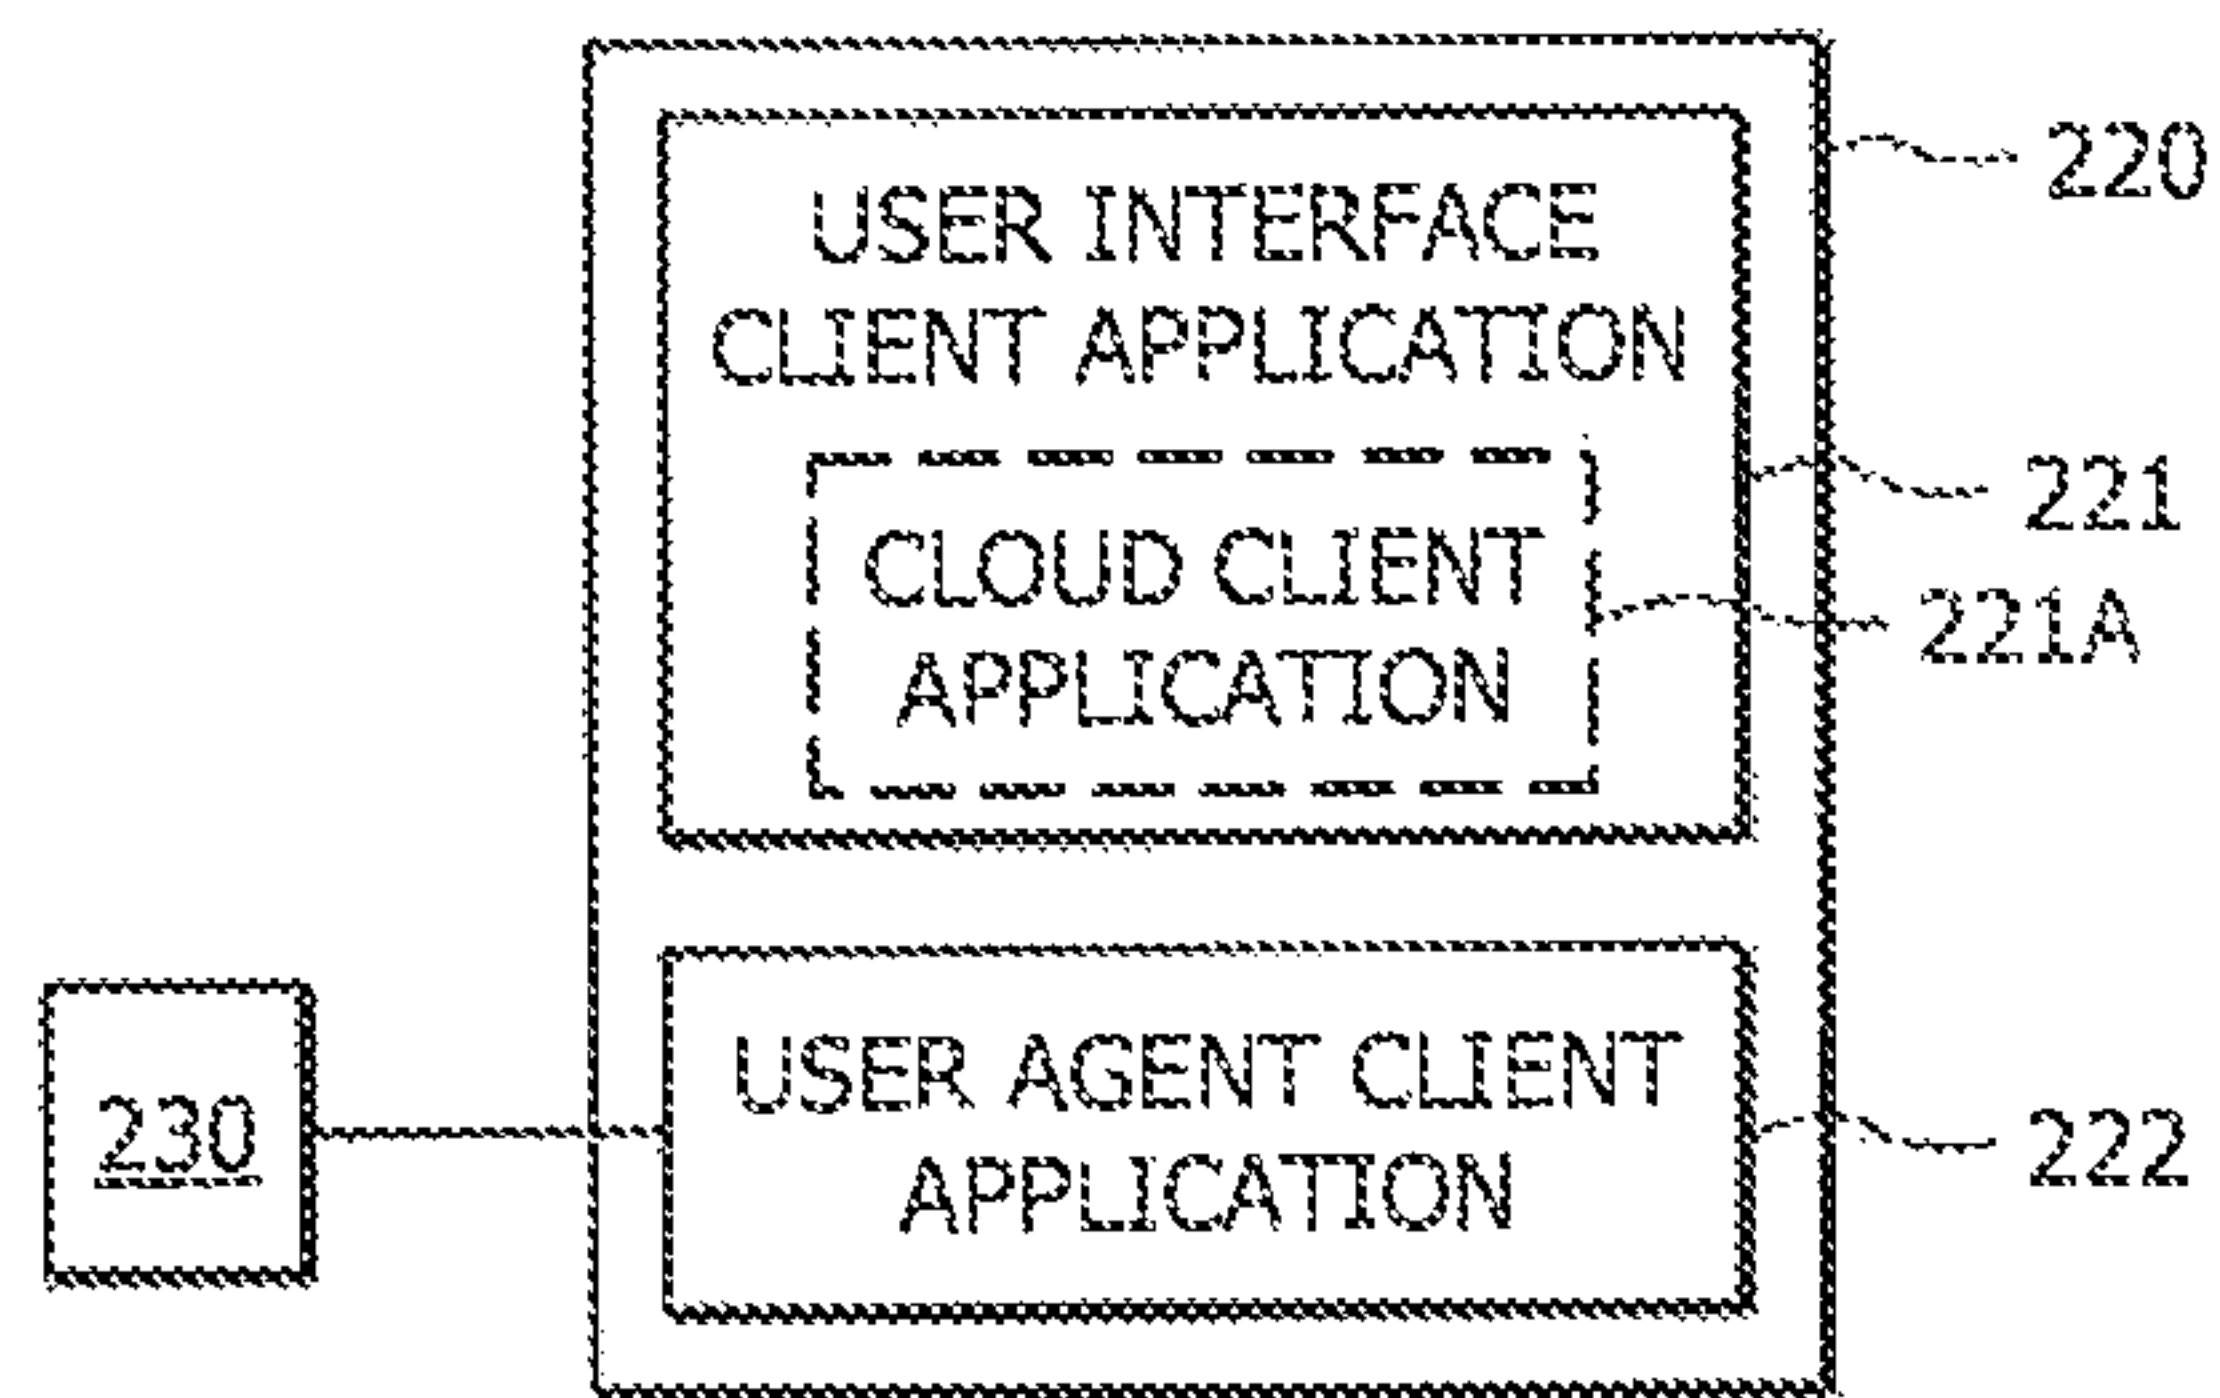 220
USER INTERFACE
CLIENT APPLICATION
221
CLOUD CLIENT
APPLICATION
221A
230
USER AGENT CLIENT
APPLICATION
222